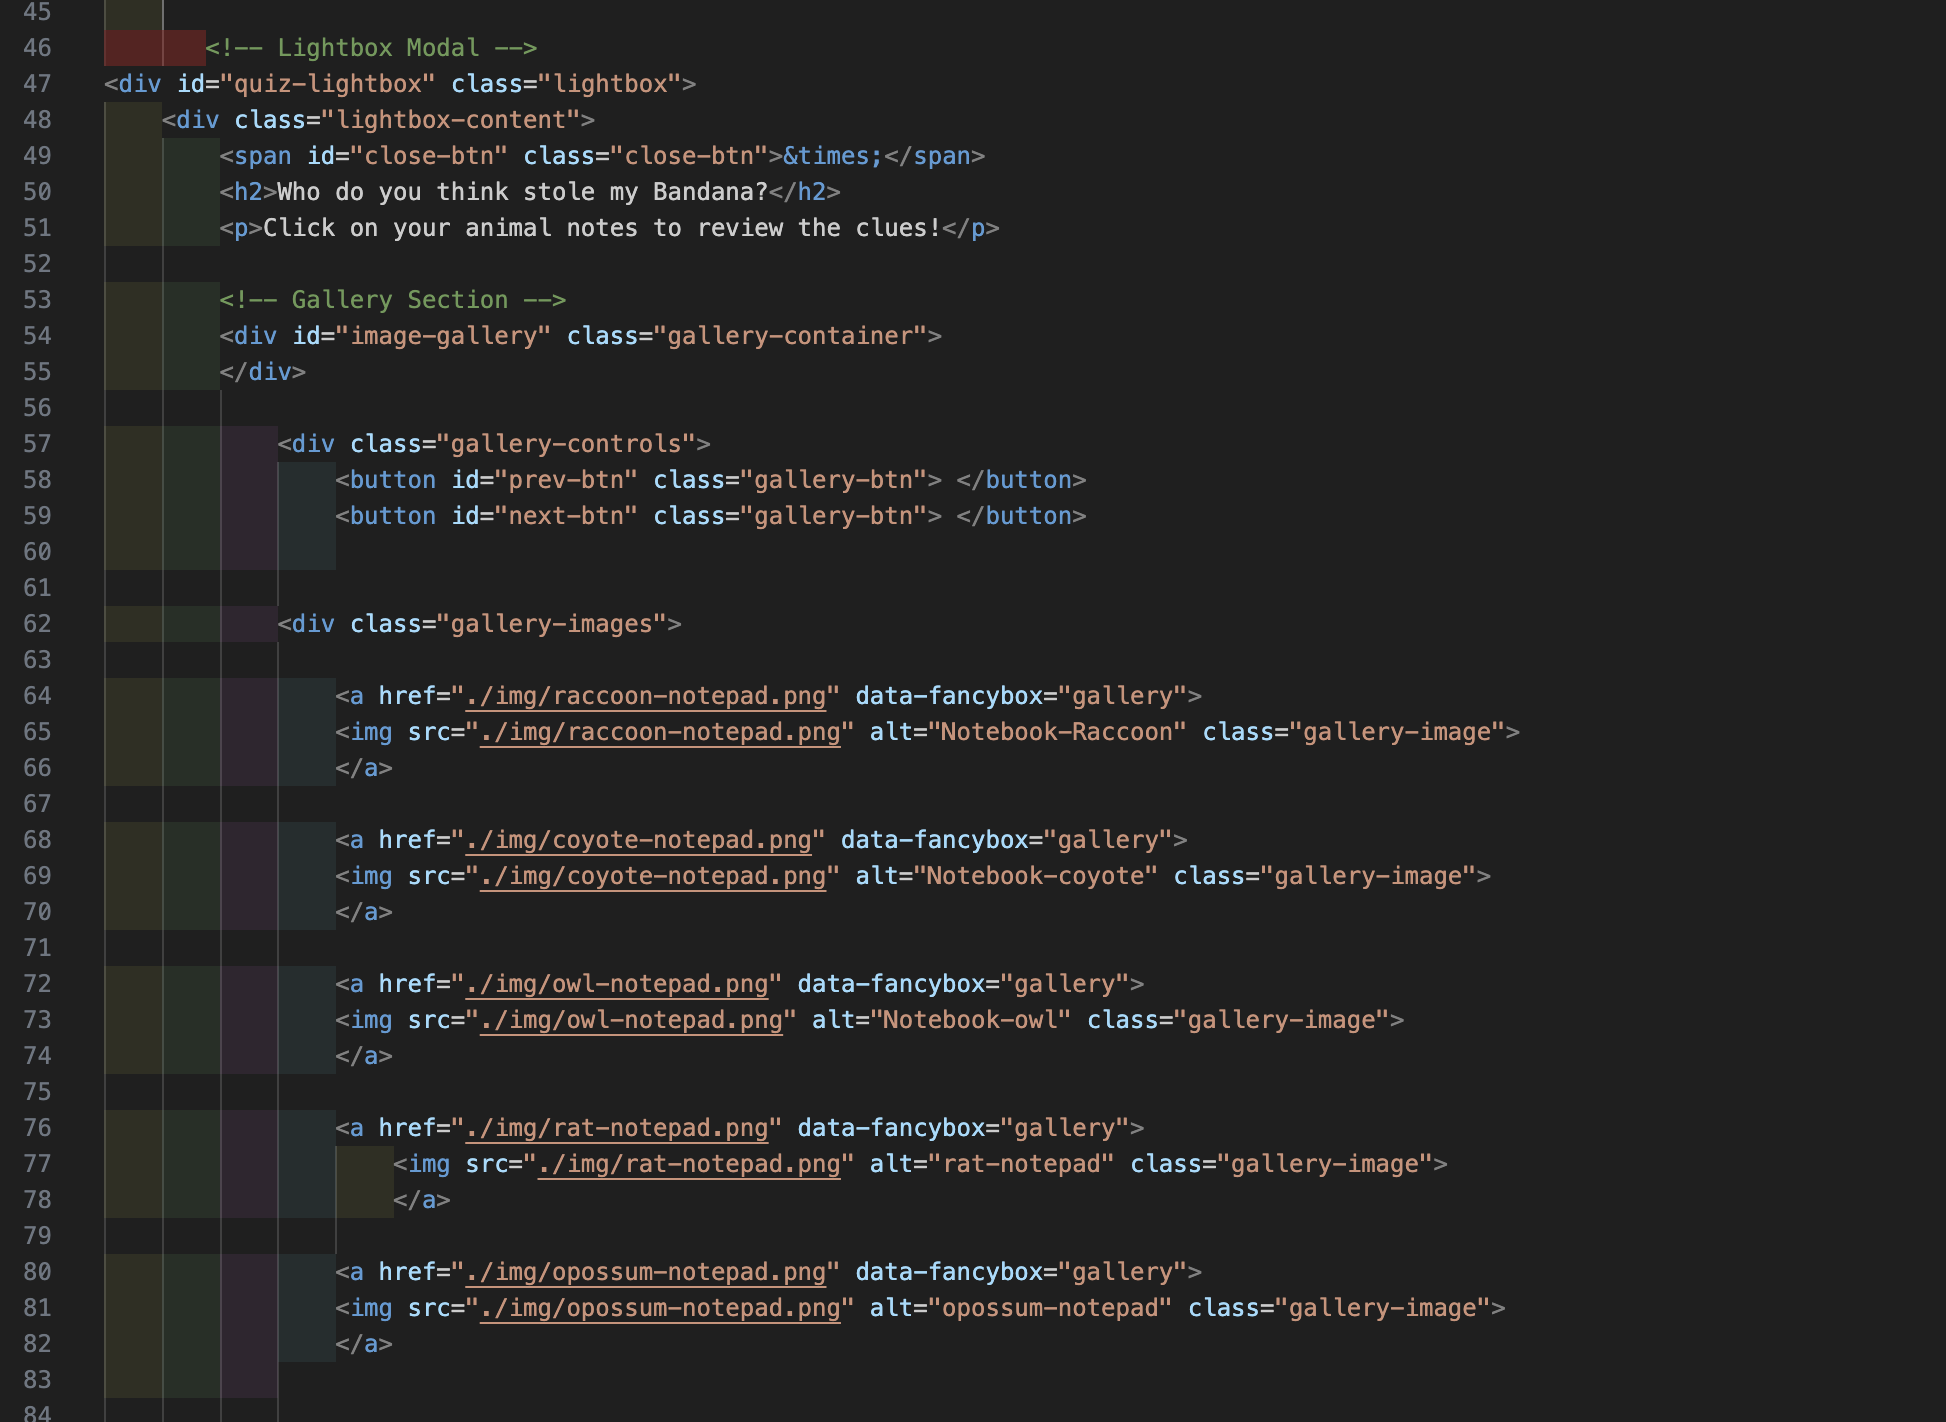 45
46 <!-- Lightbox Modal -->
47 <div id="quiz-lightbox" class="lightbox">
48 <div class="lightbox-content">
49 <span id="close-btn" class="close-btn">&times;</span>
50 <h2>Who do you think stole my Bandana?</h2>
51 <p>Click on your animal notes to review the clues!</p>
52
53 <!-- Gallery Section -->
54 <div id="image-gallery" class="gallery-container">
55 </div>
56
57 <div class="gallery-controls">
58 <button id="prev-btn" class="gallery-btn"> </button>
59 <button id="next-btn" class="gallery-btn"> </button>
60
61
62 <div class="gallery-images">
63
64 <a href="./img/raccoon-notepad.png" data-fancybox="gallery">
65 <img src="./img/raccoon-notepad.png" alt="Notebook-Raccoon" class="gallery-image">
66 </a>
67
68 <a href="./img/coyote-notepad.png" data-fancybox="gallery">
69 <img src="./img/coyote-notepad.png" alt="Notebook-coyote" class="gallery-image">
70 </a>
71
72 <a href="./img/owl-notepad.png" data-fancybox="gallery">
73 <img src="./img/owl-notepad.png" alt="Notebook-owl" class="gallery-image">
74 </a>
75
76 <a href="./img/rat-notepad.png" data-fancybox="gallery">
77 <img src="./img/rat-notepad.png" alt="rat-notepad" class="gallery-image">
78 </a>
79
80 <a href="./img/opossum-notepad.png" data-fancybox="gallery">
81 <img src="./img/opossum-notepad.png" alt="opossum-notepad" class="gallery-image">
82 </a>
83
84